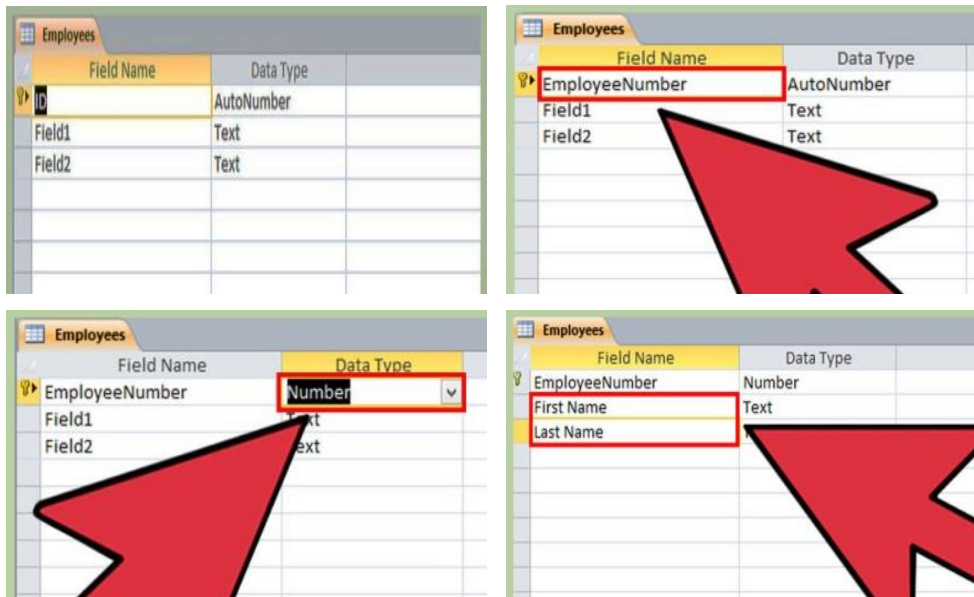 Employees
Field Name Data Type
ID AutoNumber
Field1 Text
Field2 Text
Employees
Field Name Data Type
EmployeeNumber AutoNumber
Field1 Text
Field2 Text
Employees
Field Name Data Type
EmployeeNumber Number
Field1 Text
Field2
Employees
Field Name Data Type
EmployeeNumber Number
First Name Text
Last Name